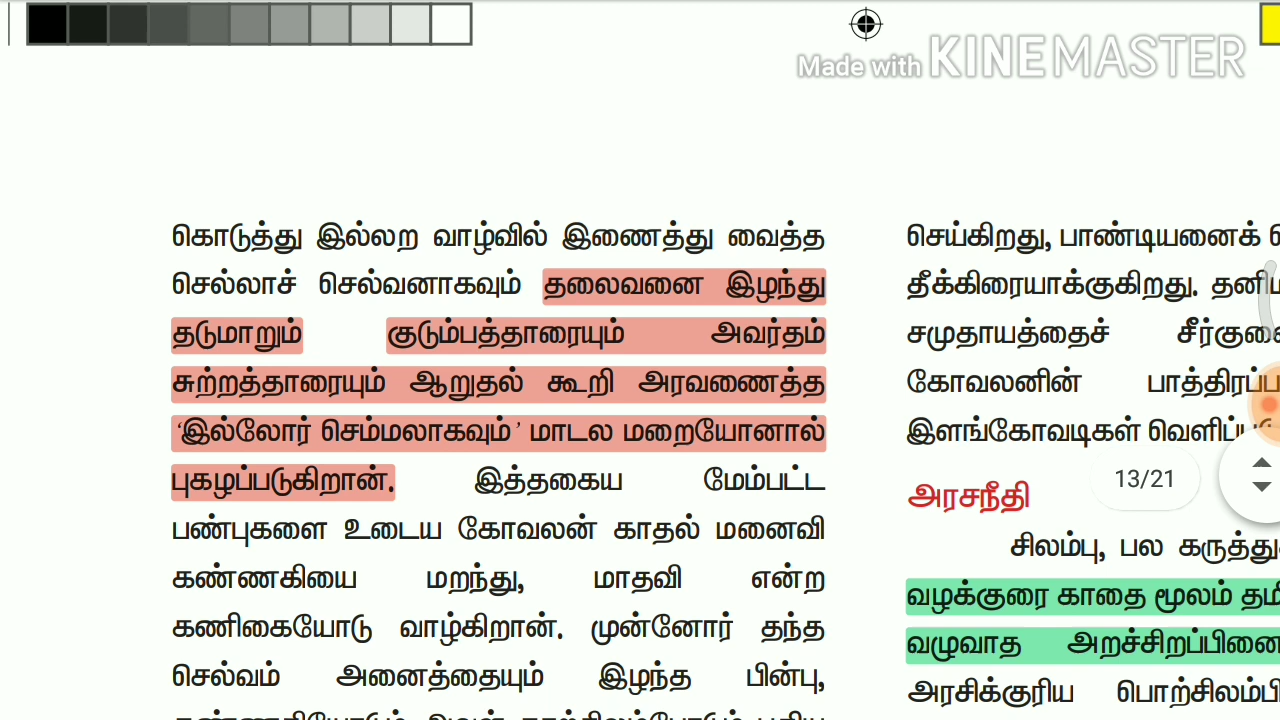 Made with KINEMASTER
கொடுத்து இல்லற வாழ்வில் இணைத்து வைத்த
செல்லாச் செல்வனாகவும் தலைவனை இழந்து
தடுமாறும் குடும்பத்தாரையும் அவர்தம்
சுற்றத்தாரையும் ஆறுதல் கூறி அரவணைத்த
‘இல்லோர் செம்மலாகவும்’ மாடல மறையோனால்
புகழப்படுகிறான். இத்தகைய மேம்பட்ட
பண்புகளை உடைய கோவலன் காதல் மனைவி
கண்ணகியை மறந்து, மாதவி என்ற
கணிகையோடு வாழ்கிறான். முன்னோர் தந்த
செல்வம் அனைத்தையும் இழந்த பின்பு,
செய்கிறது, பாண்டியனைக்
தீக்கிரையாக்குகிறது.
சமுதாயத்தைச்
கோவலனின்
இளங்கோவடிகள்
13/21
அரசநீதி
சிலம்பு, பல
வழக்குரை காதை மூலம்
வழுவாத அறச்சிறப்பினை
அரசிக்குரிய